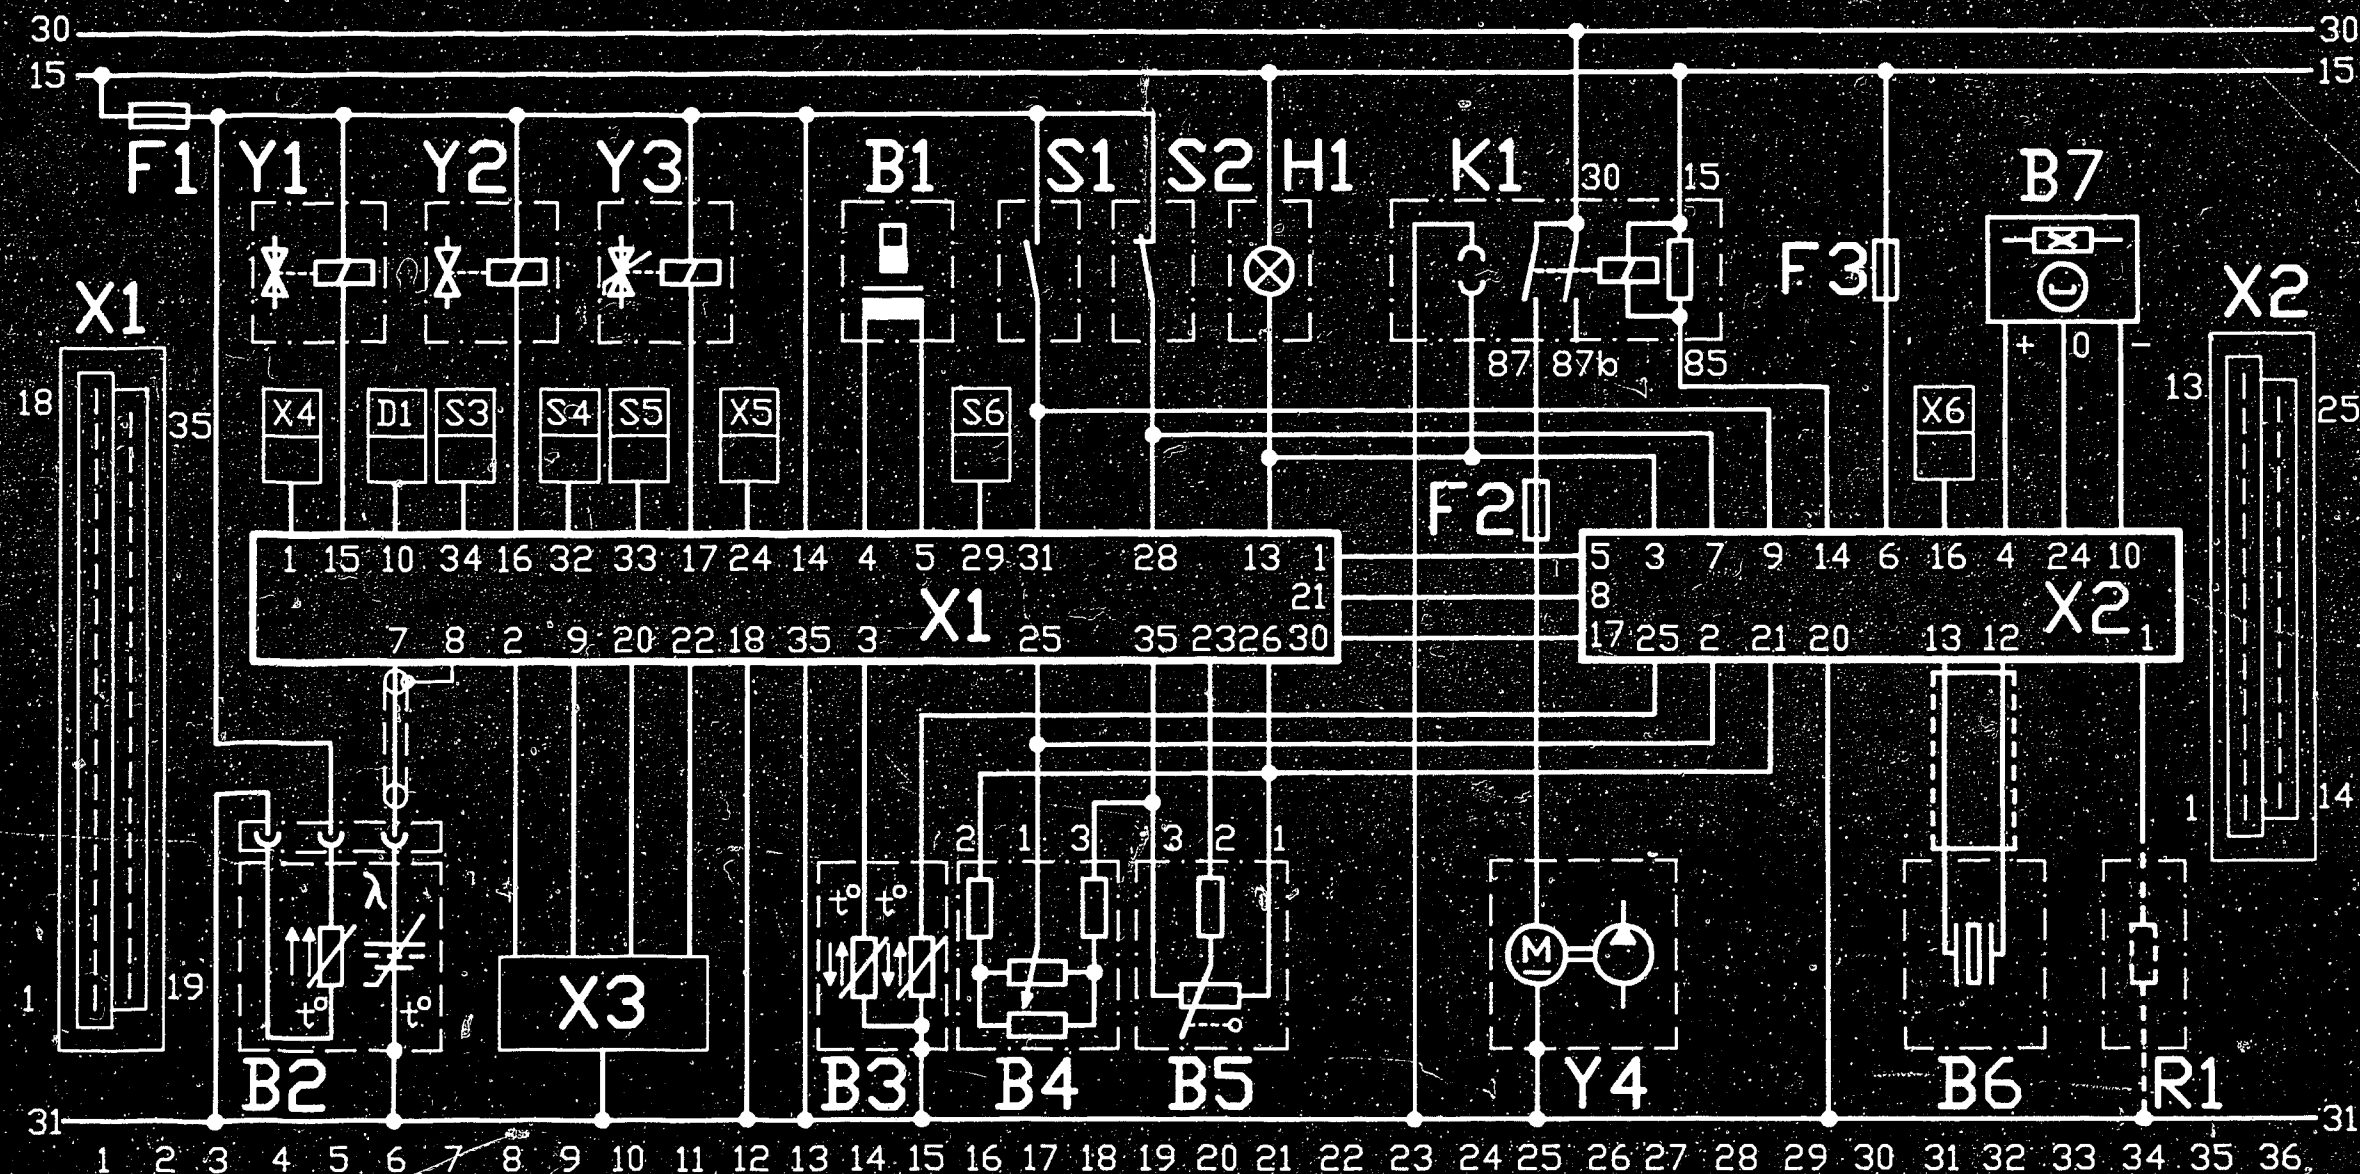 30 30
15 15
F1 Y1 Y2 Y3 B1 S1 S2 H1 K1 30 15 B7
F3
X1 X2
87 87b 85 + 0 -
18 35 X4 D1 S3 S4 S5 X5 S6 X6 13 25
F2
1 15 10 34 16 32 33 17 24 14 4 5 29 31 28 13 1 5 3 7 9 14 6 16 4 24 10
X1 21 8 X2
7 8 2 9 20 22 18 35 3 25 35 23 26 30 17 25 2 21 20 13 12 1
1 14
2 1 3 3 2 1
λ t° t°
M
1 19 t° t° X3
B2 B3 B4 B5 Y4 B6 R1
31 31
1 2 3 4 5 6 7 8 9 10 11 12 13 14 15 16 17 18 19 20 21 22 23 24 25 26 27 28 29 30 31 32 33 34 35 36